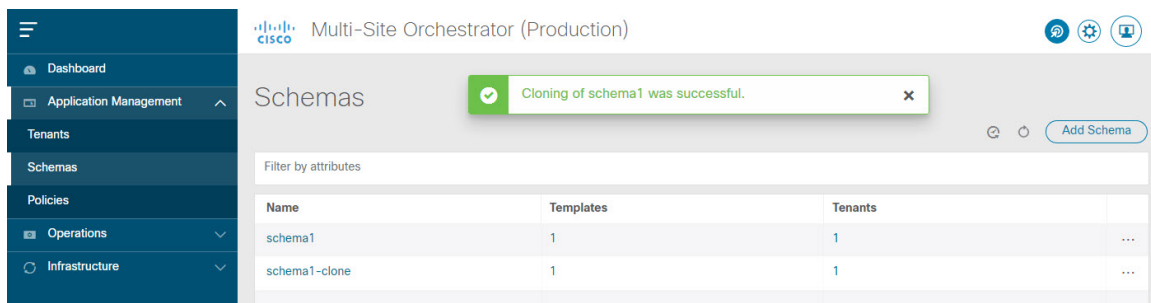 CISCO Multi-Site Orchestrator (Production)
Dashboard
Application Management
Tenants
Schemas
Policies
Operations
Infrastructure
Schemas
Cloning of schema1 was successful.
Add Schema
Filter by attributes
Name Templates Tenants
schema1 1 1 ...
schema1-clone 1 1 ...